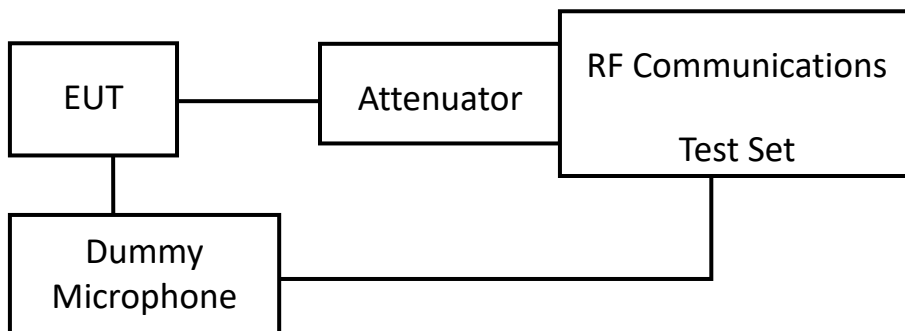 EUT
Attenuator
RF Communications
Test Set
Dummy
Microphone